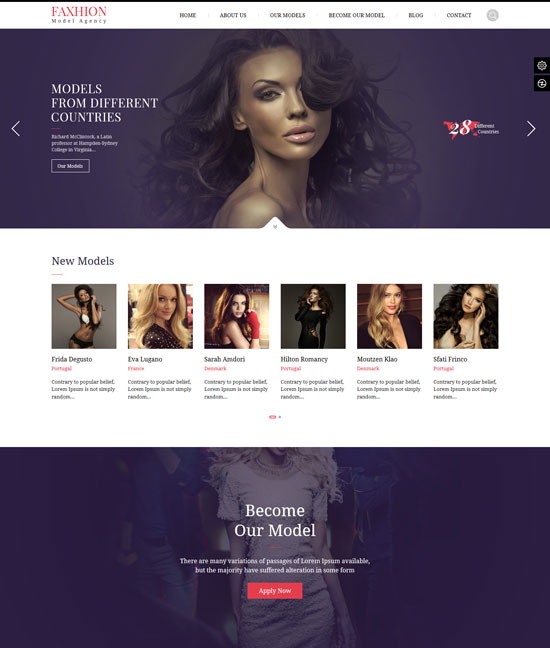 FAXHION
Model Agency
HOME
ABOUT US
OUR MODELS
BECOME OUR MODEL
BLOG
CONTACT
MODELS
FROM DIFFERENT
COUNTRIES
Richard McClintock, a Latin
professor at Hampden-Sydney
College in Virginia...
Our Models
28 Different
Countries
New Models
Frida Degusto
Portugal
Contrary to popular belief,
Lorem Ipsum is not simply
random...
Eva Lugano
France
Contrary to popular belief,
Lorem Ipsum is not simply
random...
Sarah Amdori
Denmark
Contrary to popular belief,
Lorem Ipsum is not simply
random...
Hilton Romancy
Portugal
Contrary to popular belief,
Lorem Ipsum is not simply
random...
Moutzen Klao
Denmark
Contrary to popular belief,
Lorem Ipsum is not simply
random...
Sfati Frinco
Portugal
Contrary to popular belief,
Lorem Ipsum is not simply
random...
Become
Our Model
There are many variations of passages of Lorem Ipsum available,
but the majority have suffered alteration in some form
Apply Now